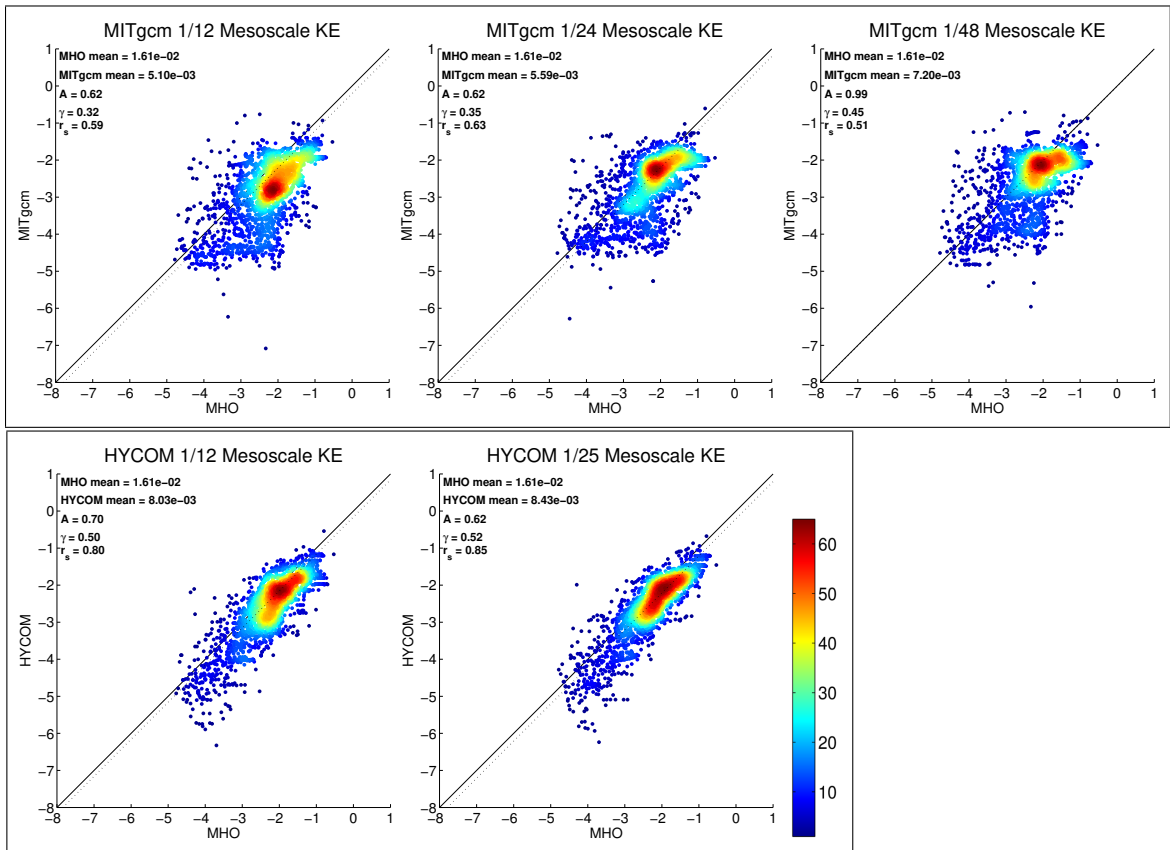 MITgcm 1/12 Mesoscale KE
MHO mean = 1.61e−02
MITgcm mean = 5.10e−03
A = 0.62
γ = 0.32
r_s = 0.59
1
0
−1
−2
−3
−4
−5
−6
−7
−8
MITgcm
−8 −7 −6 −5 −4 −3 −2 −1 0 1
MHO
MITgcm 1/24 Mesoscale KE
MHO mean = 1.61e−02
MITgcm mean = 5.59e−03
A = 0.62
γ = 0.35
r_s = 0.63
1
0
−1
−2
−3
−4
−5
−6
−7
−8
MITgcm
−8 −7 −6 −5 −4 −3 −2 −1 0 1
MHO
MITgcm 1/48 Mesoscale KE
MHO mean = 1.61e−02
MITgcm mean = 7.20e−03
A = 0.99
γ = 0.45
r_s = 0.51
1
0
−1
−2
−3
−4
−5
−6
−7
−8
MITgcm
−8 −7 −6 −5 −4 −3 −2 −1 0 1
MHO
HYCOM 1/12 Mesoscale KE
MHO mean = 1.61e−02
HYCOM mean = 8.03e−03
A = 0.70
γ = 0.50
r_s = 0.80
1
0
−1
−2
−3
−4
−5
−6
−7
−8
HYCOM
−8 −7 −6 −5 −4 −3 −2 −1 0 1
MHO
HYCOM 1/25 Mesoscale KE
MHO mean = 1.61e−02
HYCOM mean = 8.43e−03
A = 0.62
γ = 0.52
r_s = 0.85
1
0
−1
−2
−3
−4
−5
−6
−7
−8
HYCOM
−8 −7 −6 −5 −4 −3 −2 −1 0 1
MHO
60
50
40
30
20
10